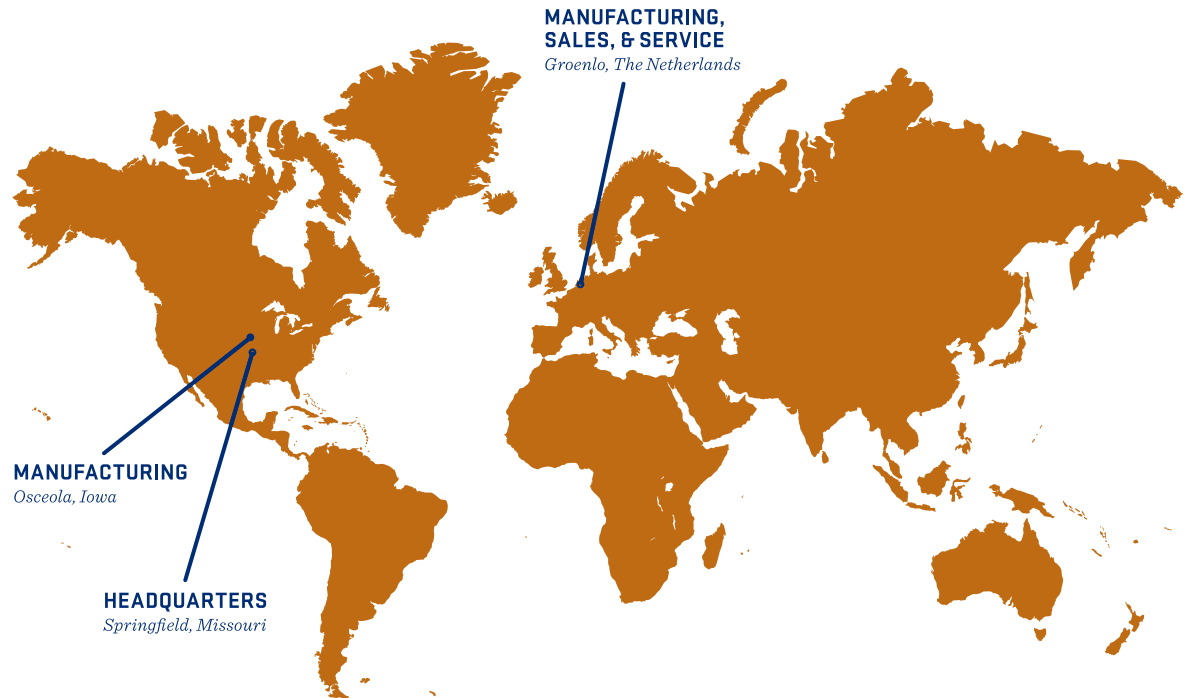 MANUFACTURING,
SALES, & SERVICE
Groenlo, The Netherlands
MANUFACTURING
Osceola, Iowa
HEADQUARTERS
Springfield, Missouri